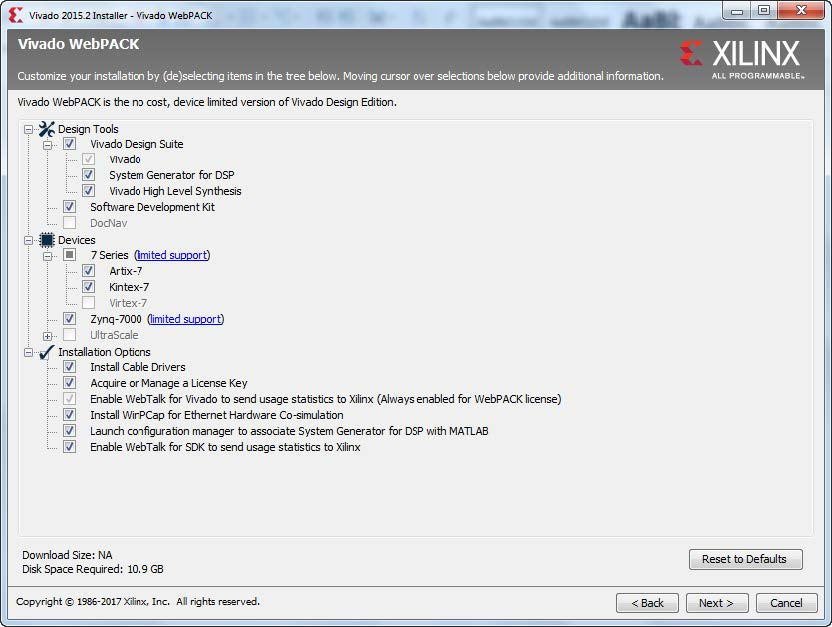 Vivado 2015.2 Installer - Vivado WebPACK
Vivado WebPACK
XILINX
ALL PROGRAMMABLE™
Customize your installation by (de)selecting items in the tree below. Moving cursor over selections below provide additional information.
Vivado WebPACK is the no cost, device limited version of Vivado Design Edition.
Design Tools
Vivado Design Suite
Vivado
System Generator for DSP
Vivado High Level Synthesis
Software Development Kit
DocNav
Devices
7 Series (limited support)
Artix-7
Kintex-7
Virtex-7
Zynq-7000 (limited support)
UltraScale
Installation Options
Install Cable Drivers
Acquire or Manage a License Key
Enable WebTalk for Vivado to send usage statistics to Xilinx (Always enabled for WebPACK license)
Install WinPCap for Ethernet Hardware Co-simulation
Launch configuration manager to associate System Generator for DSP with MATLAB
Enable WebTalk for SDK to send usage statistics to Xilinx
Download Size: NA
Disk Space Required: 10.9 GB
Reset to Defaults
Copyright © 1986-2017 Xilinx, Inc. All rights reserved.
< Back Next > Cancel